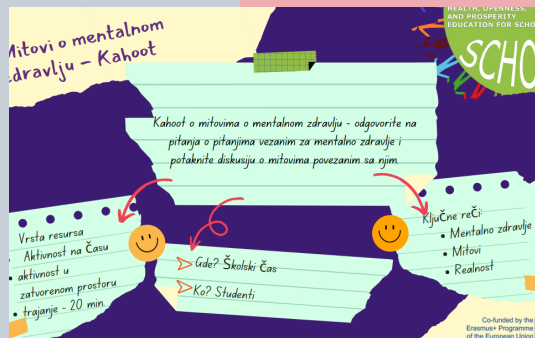 Mitovi o mentalnom
zdravlju – Kahoot
HEALTH, OPENNESS,
AND PROSPERITY
EDUCATION FOR SCHO
SCHO
Kahoot o mitovima o mentalnom zdravlju - odgovorite na
pitanja o pitanjima vezanim za mentalno zdravlje i
potaknite diskusiju o mitovima povezanim sa njim.
Vrsta resursa
Aktivnost na Času
aktivnost u
zatvorenom prostoru
trajanje - 20 min.
Gde? Školski Čas
Ko? Studenti
Ključne reČi
Mentalno zdravlje
Mitovi
Realnost
Co-funded by the
Erasmus+ Programme
of the European Union